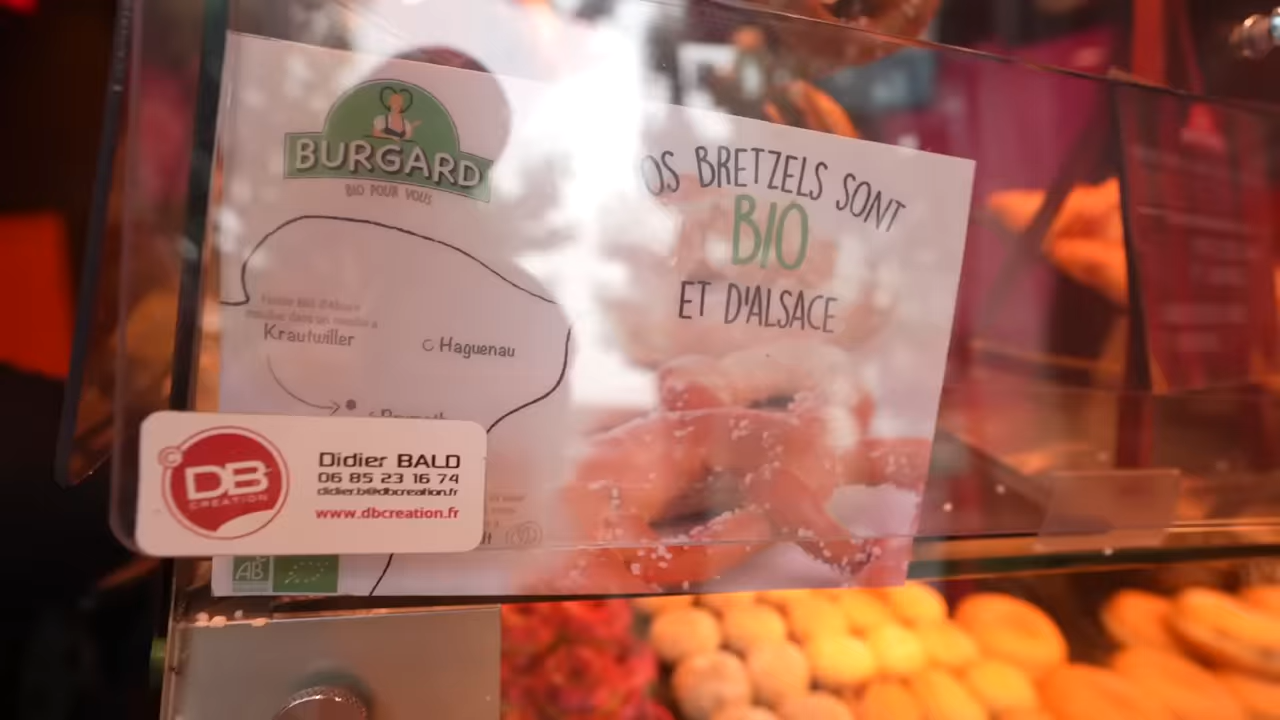 BURGARD
BIO POUR VOUS
OS BRETZELS SONT
BIO
ET D'ALSACE
Krautwiller
Haguenau
DB
CREATION
Didier BALD
06 85 23 16 74
didier.b@dbcreation.fr
www.dbcreation.fr
AB